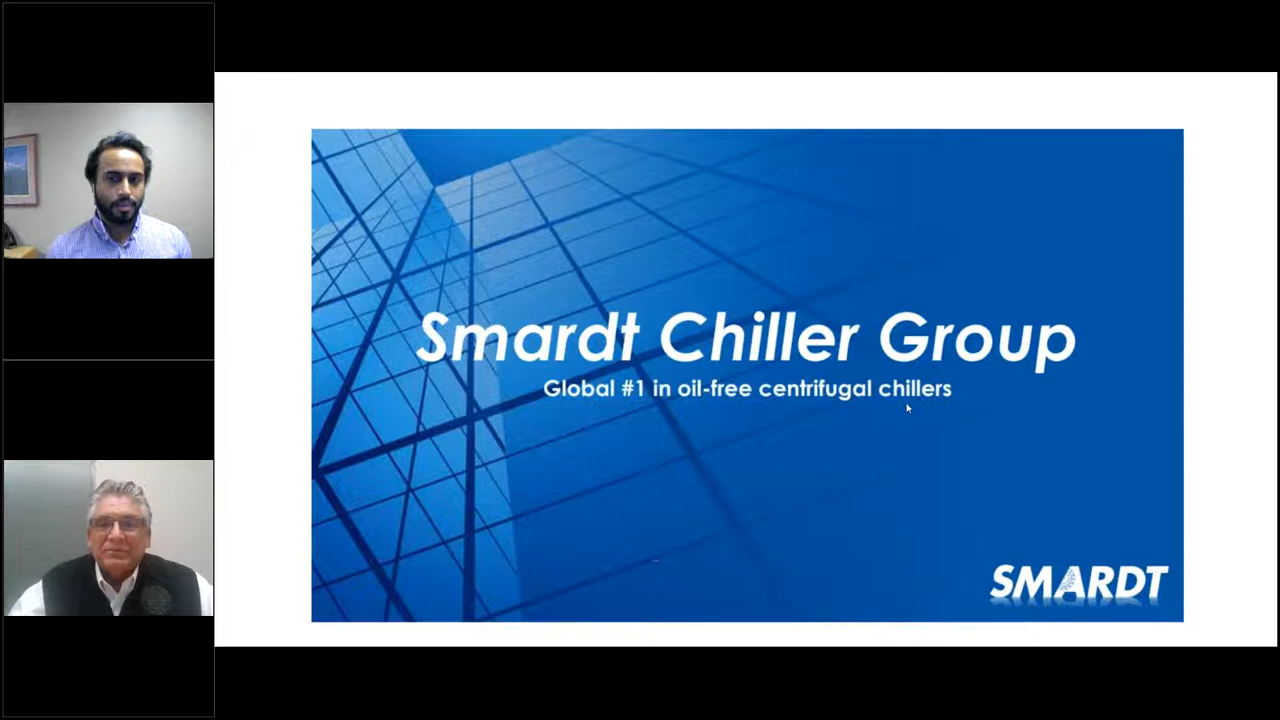 Smardt Chiller Group
Global #1 in oil-free centrifugal chillers
SMARDT